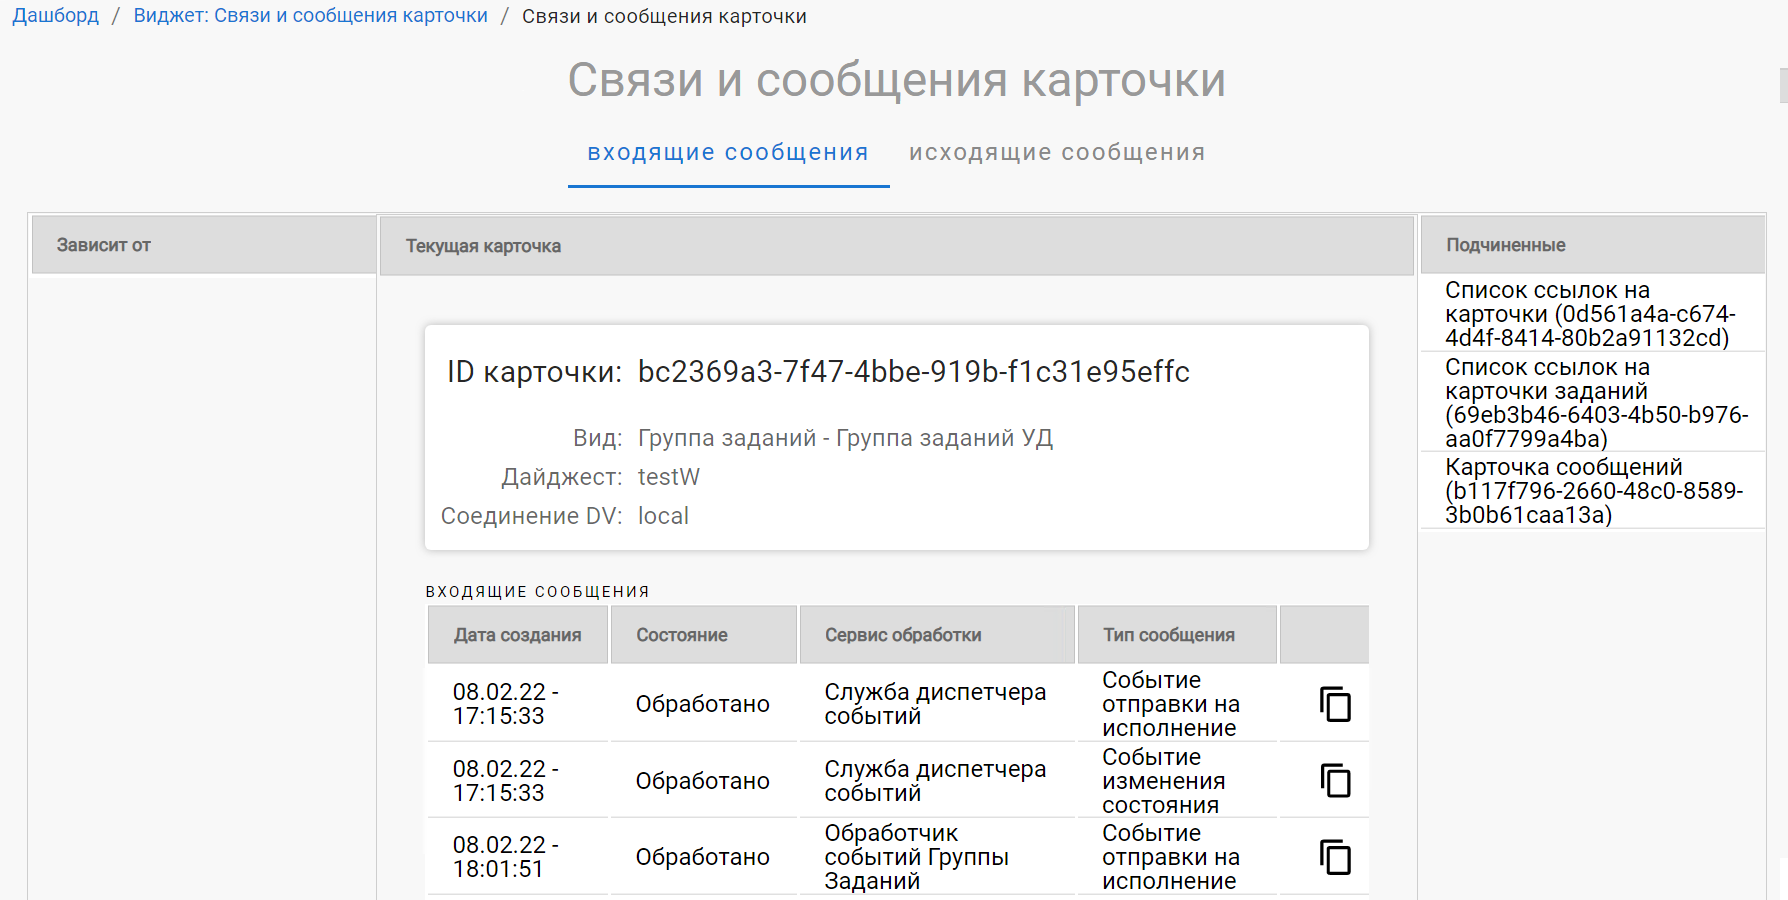 Дашборд / Виджет: Связи и сообщения карточки / Связи и сообщения карточки
Связи и сообщения карточки
входящие сообщения
исходящие сообщения
Зависит от
Текущая карточка
ID карточки: bc2369a3-7f47-4bbe-919b-f1c31e95effc
Вид: Группа заданий - Группа заданий УД
Дайджест: testW
Соединение DV: local
ВХОДЯЩИЕ СООБЩЕНИЯ
Дата создания
Состояние
Сервис обработки
Тип сообщения
08.02.22 -
17:15:33
Обработано
Служба диспетчера
событий
Событие
отправки на
исполнение
08.02.22 -
17:15:33
Обработано
Служба диспетчера
событий
Событие
изменения
состояния
08.02.22 -
18:01:51
Обработано
Обработчик
событий Группы
Заданий
Событие
отправки на
исполнение
Подчиненные
Список ссылок на
карточки (0d561a4a-c674-
4d4f-8414-80b2a91132cd)
Список ссылок на
карточки заданий
(69eb3b46-6403-4b50-b976-
aa0f7799a4ba)
Карточка сообщений
(b117f796-2660-48c0-8589-
3b0b61caa13a)